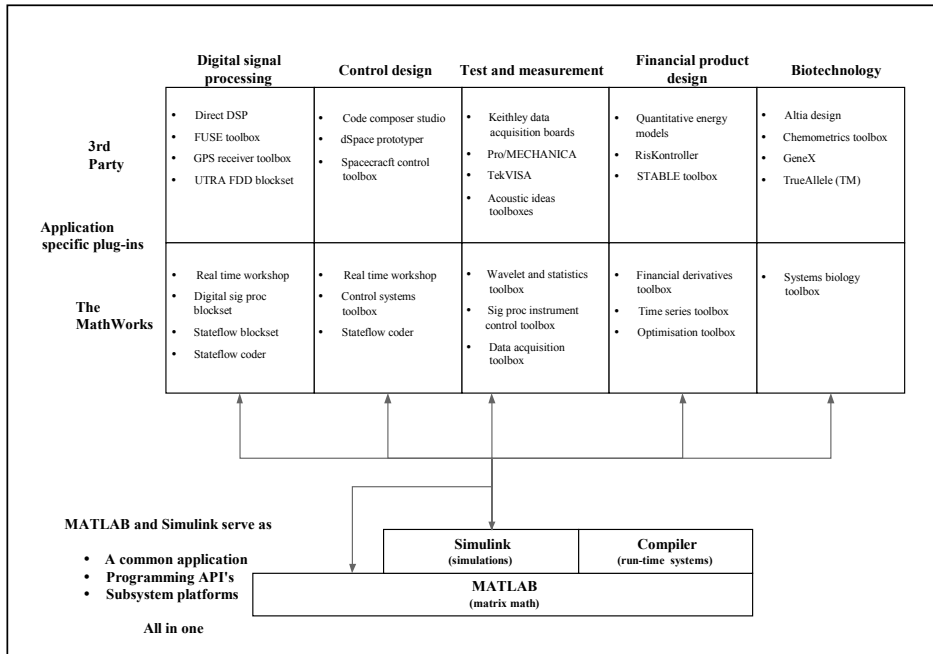 Digital signal
processing
Control design
Test and measurement
Financial product
design
Biotechnology
3rd
Party
• Direct DSP
• FUSE toolbox
• GPS receiver toolbox
• UTRA FDD blockset
• Code composer studio
• dSpace prototyper
• Spacecracft control
toolbox
• Keithley data
acquisition boards
• Pro/MECHANICA
• TekVISA
• Acoustic ideas
toolboxes
• Quantitative energy
models
• RisKontroller
• STABLE toolbox
• Altia design
• Chemometrics toolbox
• GeneX
• TrueAllele (TM)
Application
specific plug-ins
The
MathWorks
• Real time workshop
• Digital sig proc
blockset
• Stateflow blockset
• Stateflow coder
• Real time workshop
• Control systems
toolbox
• Stateflow coder
• Wavelet and statistics
toolbox
• Sig proc instrument
control toolbox
• Data acquisition
toolbox
• Financial derivatives
toolbox
• Time series toolbox
• Optimisation toolbox
• Systems biology
toolbox
MATLAB and Simulink serve as
• A common application
• Programming API's
• Subsystem platforms
All in one
Simulink
(simulations)
Compiler
(run-time systems)
MATLAB
(matrix math)